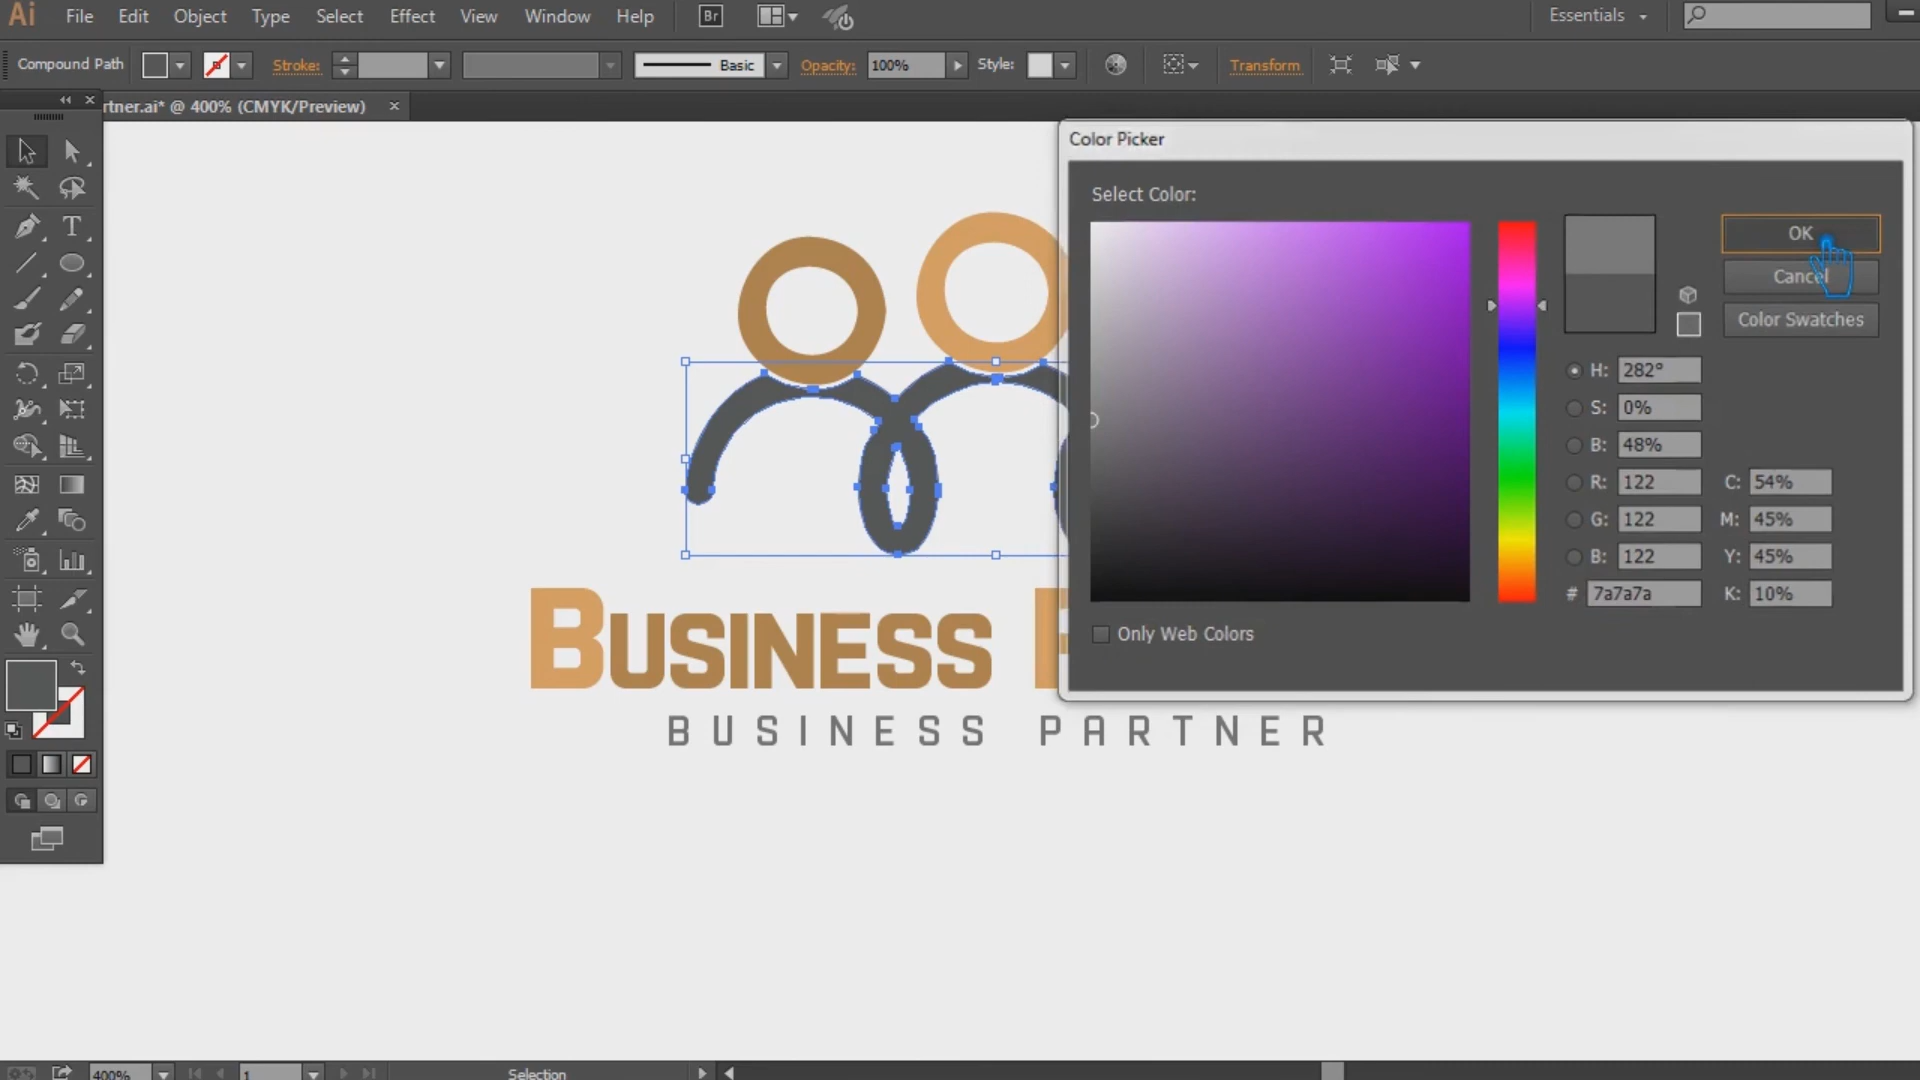 Ai File Edit Object Type Select Effect View Window Help Br Essentials
Compound Path Stroke: Basic Opacity: 100% Style: Transform
rtner.ai* @ 400% (CMYK/Preview) ×
Color Picker
Select Color:
OK
Cancel
Color Swatches
H: 282°
S: 0%
B: 48%
R: 122 C: 54%
G: 122 M: 45%
B: 122 Y: 45%
# 7a7a7a K: 10%
Only Web Colors
T
BUSINESS
BUSINESS PARTNER
400% 1 Selection